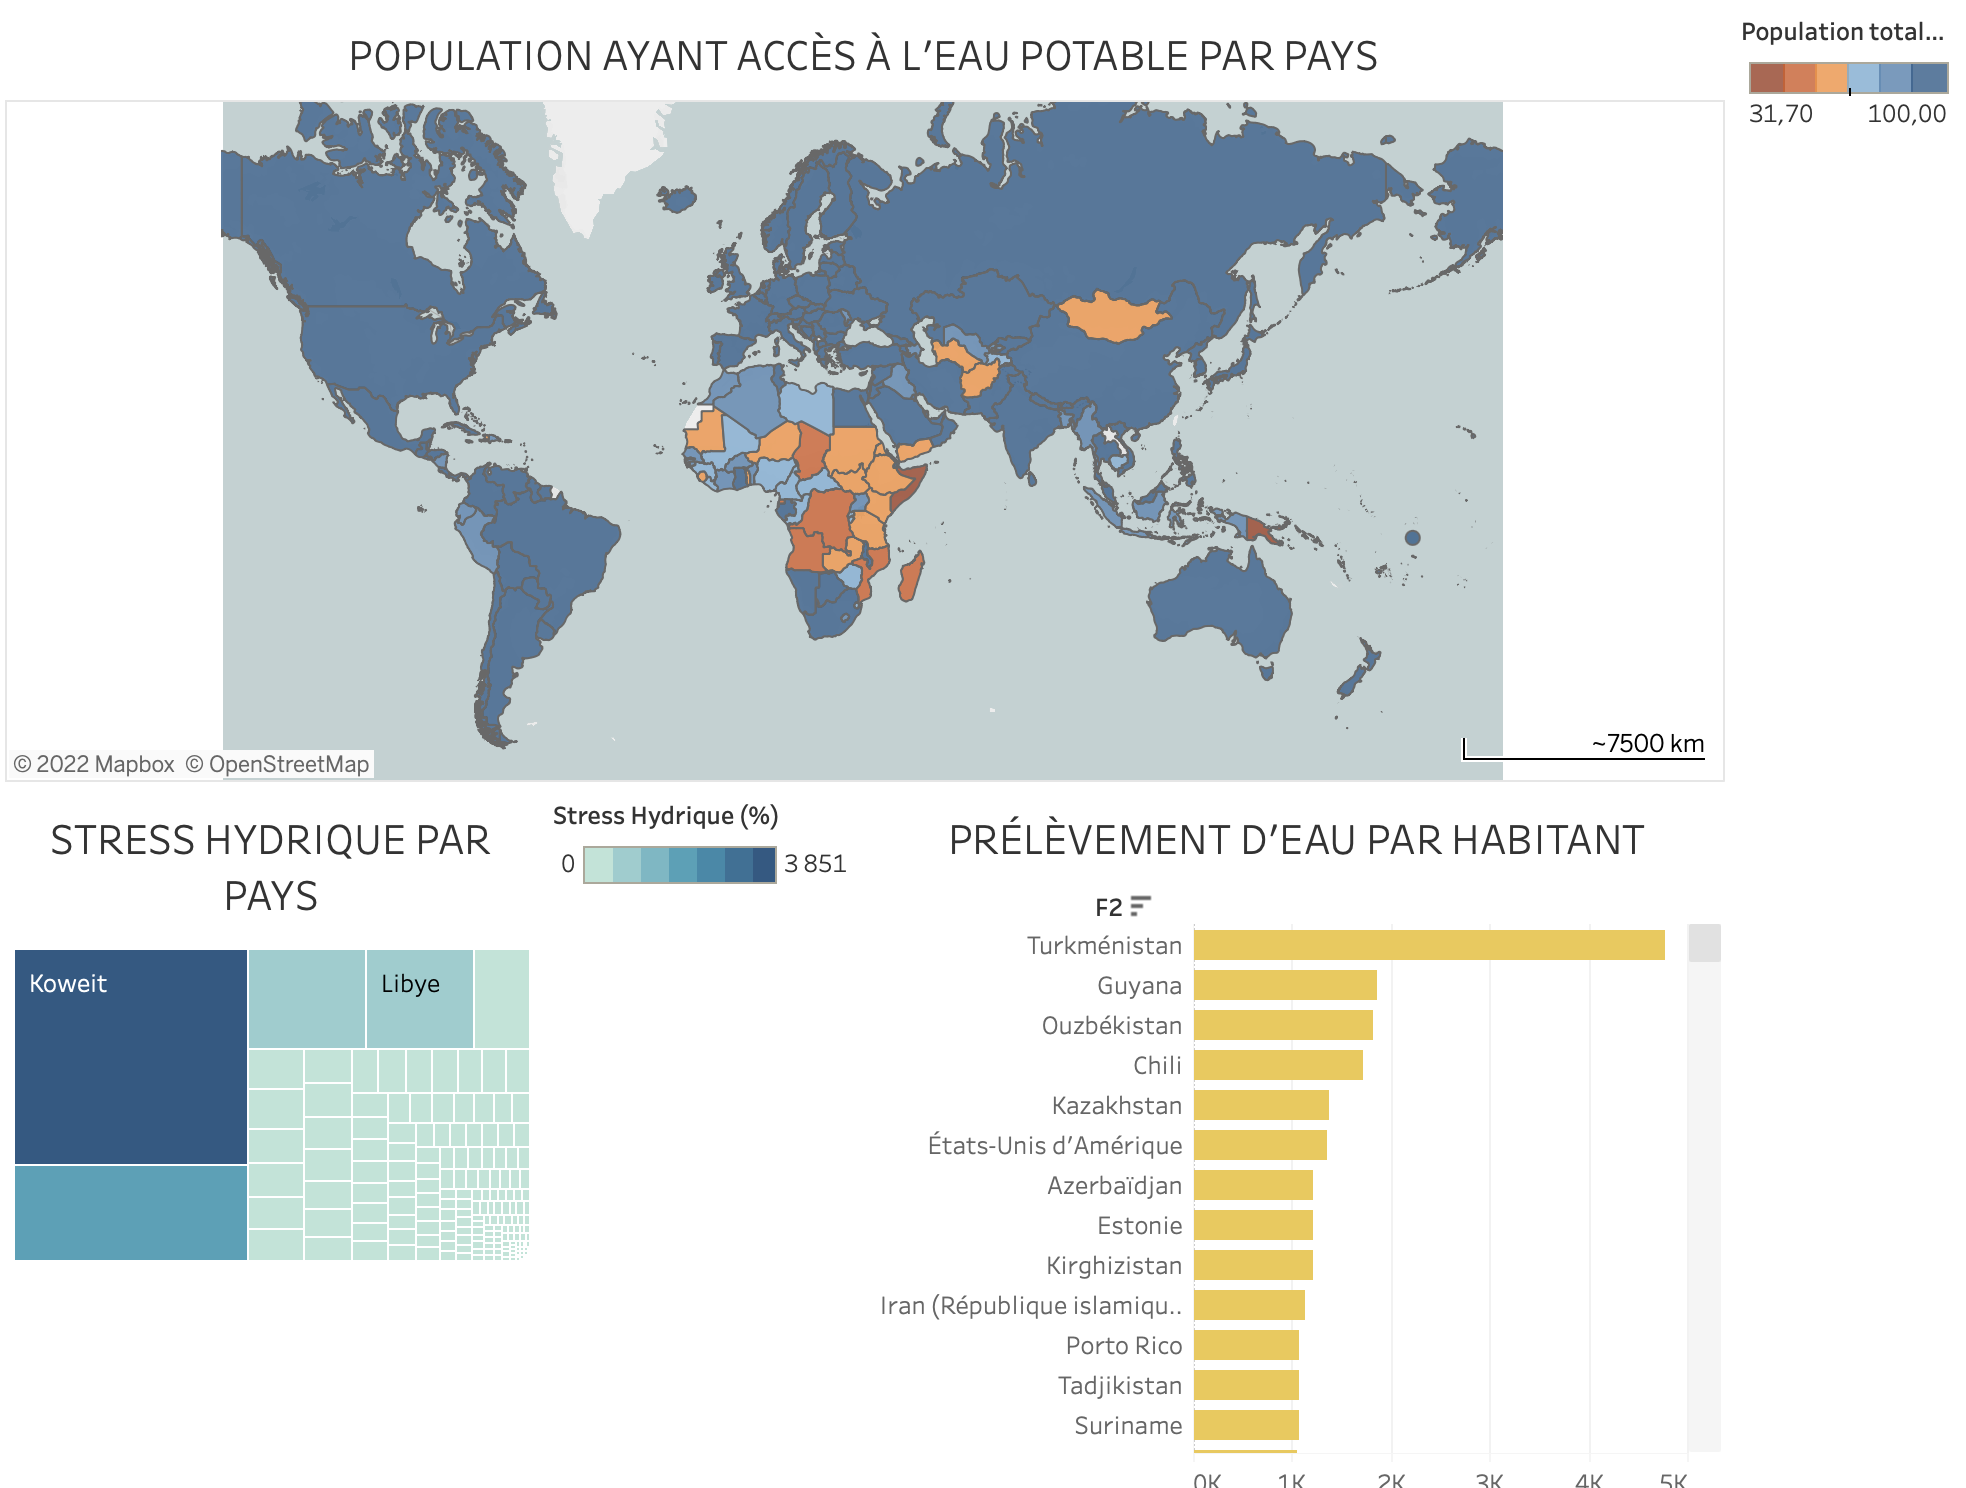 POPULATION AYANT ACCÈS À L'EAU POTABLE PAR PAYS
Population total...
31,70
100,00
© 2022 Mapbox © OpenStreetMap
~7500 km
STRESS HYDRIQUE PAR
PAYS
Stress Hydrique (%)
0
3 851
Koweit
Libye
PRÉLÈVEMENT D'EAU PAR HABITANT
F2
Turkménistan
Guyana
Ouzbékistan
Chili
Kazakhstan
États-Unis d'Amérique
Azerbaïdjan
Estonie
Kirghizistan
Iran (République islamiqu..
Porto Rico
Tadjikistan
Suriname
0K 1K 2K 3K 4K 5K